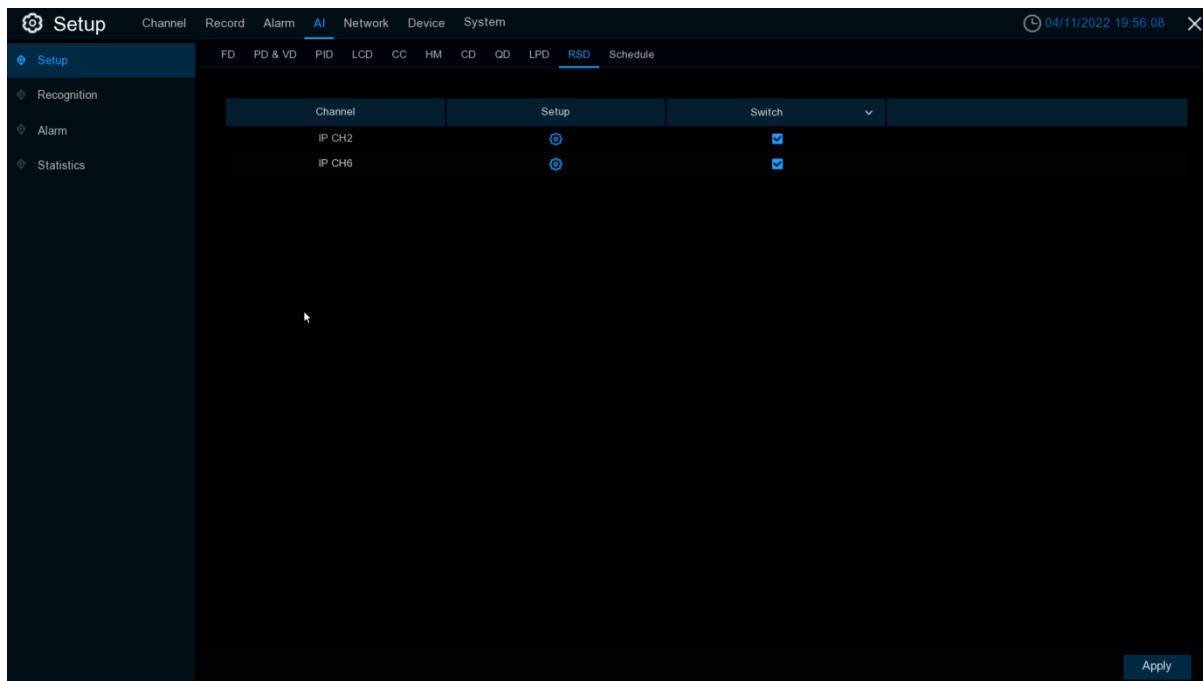 Setup Channel Record Alarm AI Network Device System 04/11/2022 19:56:08
Setup
Recognition
Alarm
Statistics
FD PD & VD PID LCD CC HM CD QD LPD RSD Schedule
Channel Setup Switch
IP CH2
IP CH6
Apply